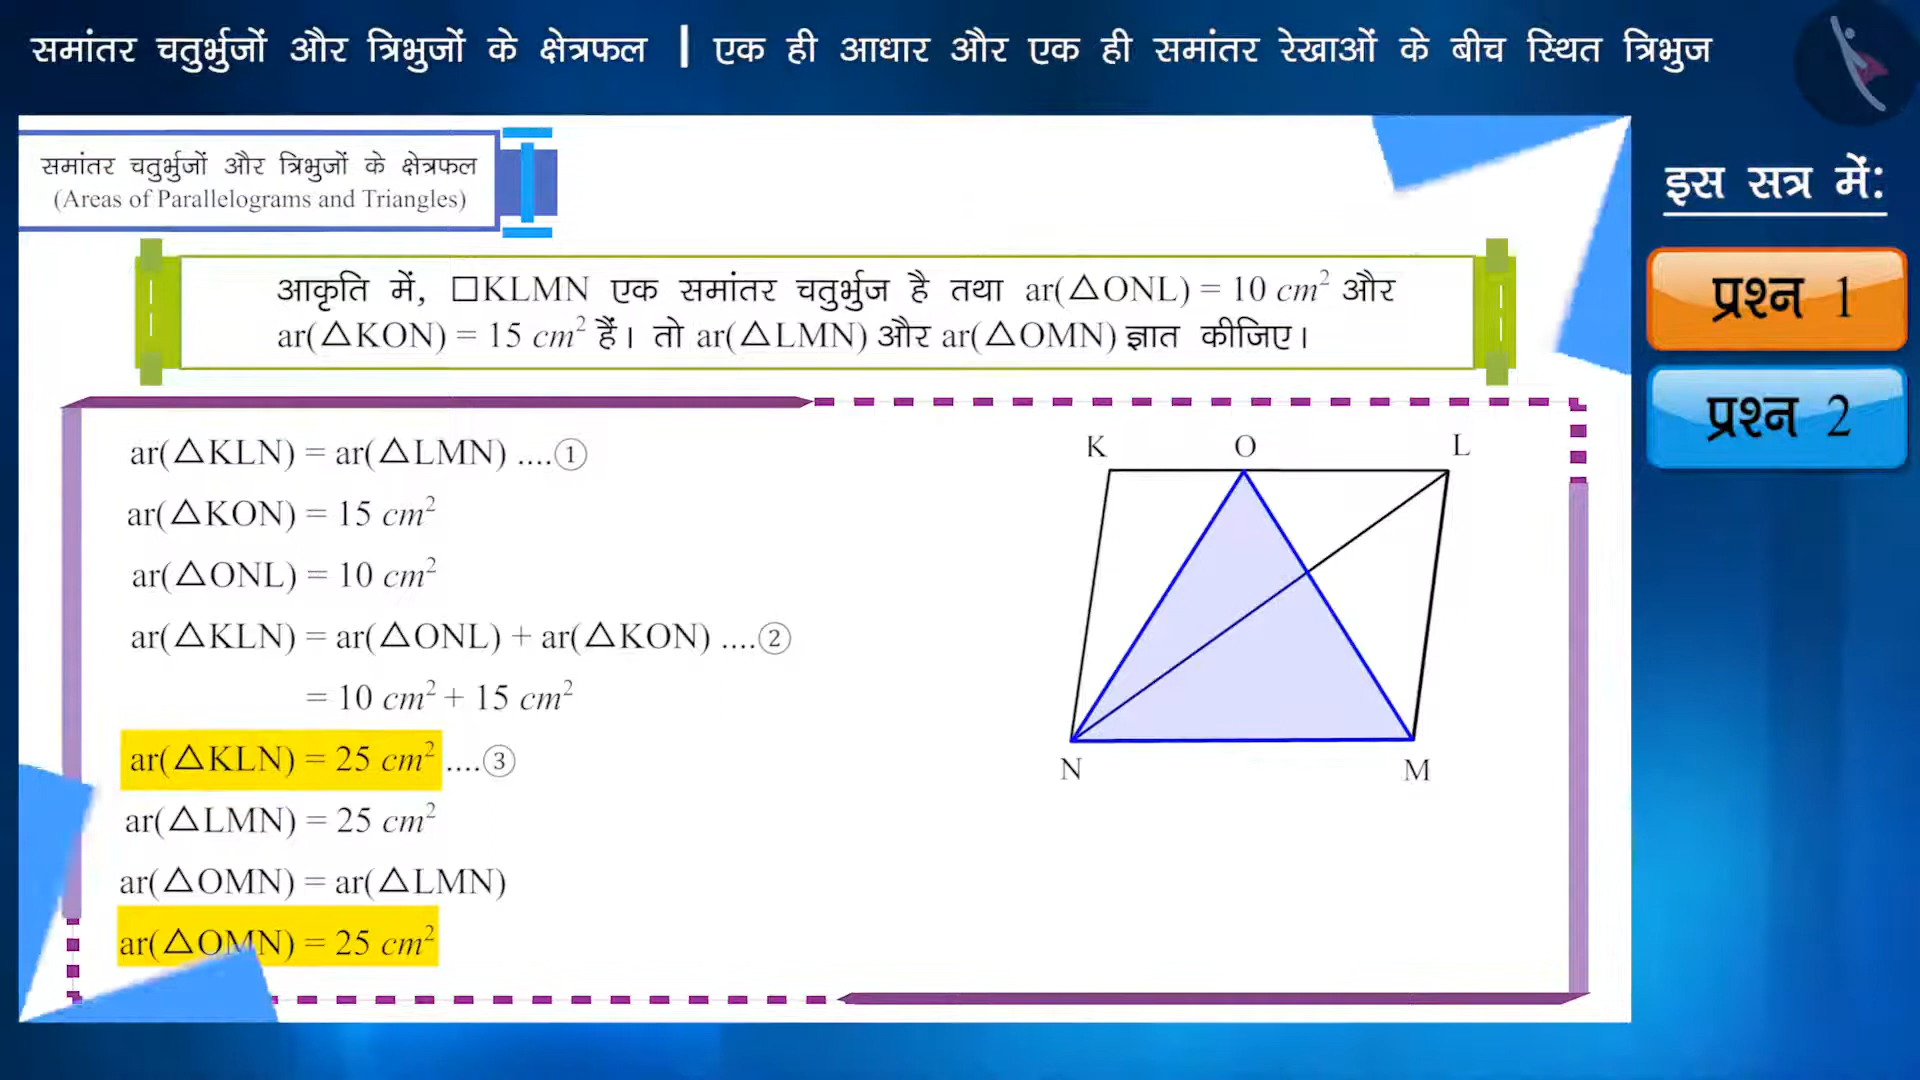 समांतर चतुर्भुजों और त्रिभुजों के क्षेत्रफल | एक ही आधार और एक ही समांतर रेखाओं के बीच स्थित त्रिभुज
समांतर चतुर्भुजों और त्रिभुजों के क्षेत्रफल
(Areas of Parallelograms and Triangles)
इस सत्र में:
प्रश्न 1
प्रश्न 2
आकृति में, □KLMN एक समांतर चतुर्भुज है तथा ar(△ONL) = 10 cm² और
ar(△KON) = 15 cm² हैं। तो ar(△LMN) और ar(△OMN) ज्ञात कीजिए।
ar(△KLN) = ar(△LMN) ....①
ar(△KON) = 15 cm²
ar(△ONL) = 10 cm²
ar(△KLN) = ar(△ONL) + ar(△KON) ....②
= 10 cm² + 15 cm²
ar(△KLN) = 25 cm² ....③
ar(△LMN) = 25 cm²
ar(△OMN) = ar(△LMN)
ar(△OMN) = 25 cm²
K O L
N M